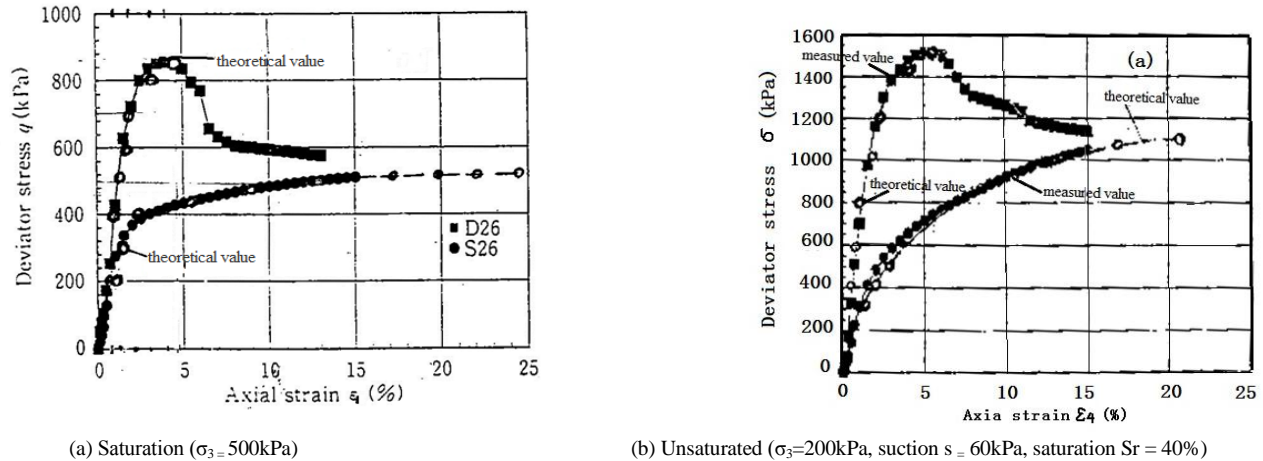 1000
800
600
400
200
0
0
5
10
15
20
25
Deviator stress q (kPa)
Axial strain ε₁ (%)
theoretical value
theoretical value
■ D26
● S26
(a) Saturation (σ₃ = 500kPa)
1600
1400
1200
1000
800
600
400
200
0
0
5
10
15
20
25
Deviator stress σ (kPa)
Axia strain ε₄ (%)
(a)
measured value
theoretical value
theoretical value
measured value
(b) Unsaturated (σ₃=200kPa, suction s = 60kPa, saturation Sr = 40%)